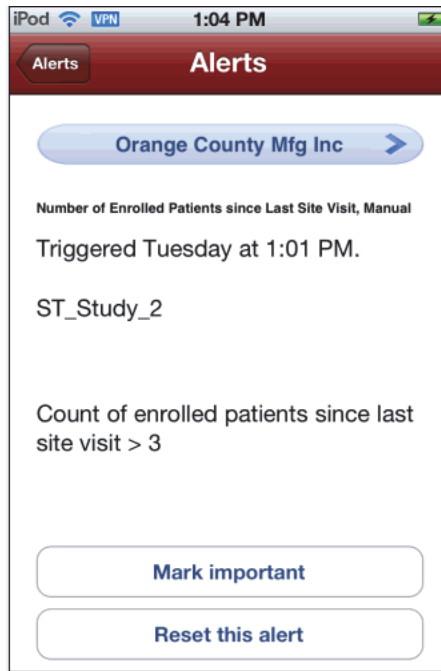 iPod VPN 1:04 PM
Alerts Alerts
Orange County Mfg Inc
Number of Enrolled Patients since Last Site Visit, Manual
Triggered Tuesday at 1:01 PM.
ST_Study_2
Count of enrolled patients since last
site visit > 3
Mark important
Reset this alert